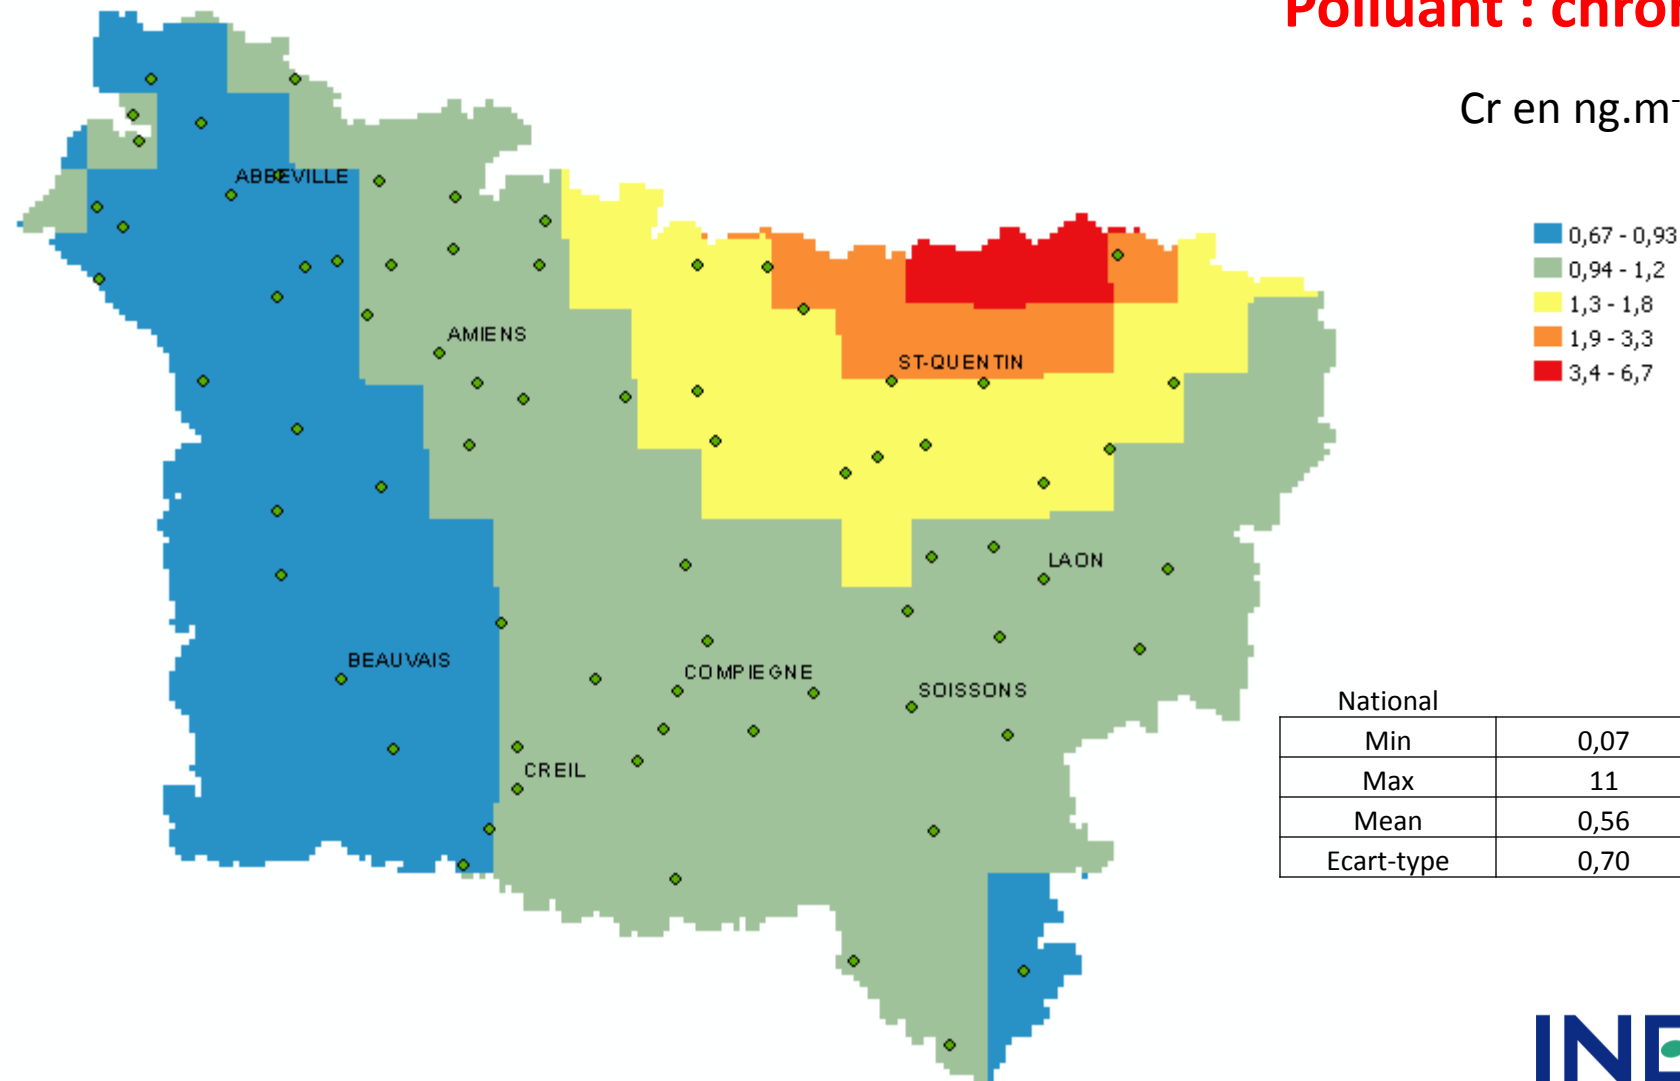 Polluant : chrom
Cr en ng.m-
ABBEVILLE
AMIENS
ST-QUENTIN
LAON
BEAUVAIS
COMPIEGNE
SOISSONS
CREIL
0,67 - 0,93
0,94 - 1,2
1,3 - 1,8
1,9 - 3,3
3,4 - 6,7
National
Min 0,07
Max 11
Mean 0,56
Ecart-type 0,70